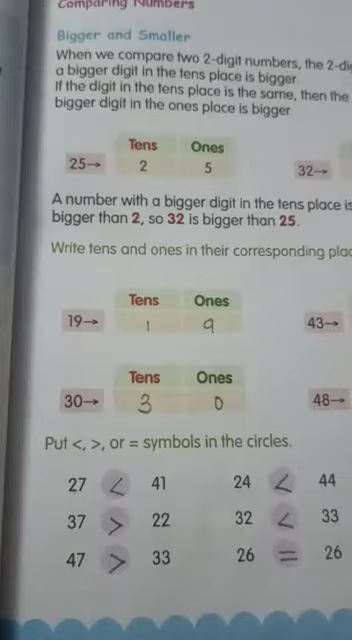 Comparing Numbers
Bigger and Smaller
When we compare two 2-digit numbers, the 2-di
a bigger digit in the tens place is bigger.
If the digit in the tens place is the same, then the
bigger digit in the ones place is bigger.
Tens Ones
25→ 2 5 32→
A number with a bigger digit in the tens place is
bigger than 2, so 32 is bigger than 25.
Write tens and ones in their corresponding plac
Tens Ones
19→ 1 9 43→
Tens Ones
30→ 3 0 48→
Put <, >, or = symbols in the circles.
27 < 41 24 < 44
37 > 22 32 < 33
47 > 33 26 = 26